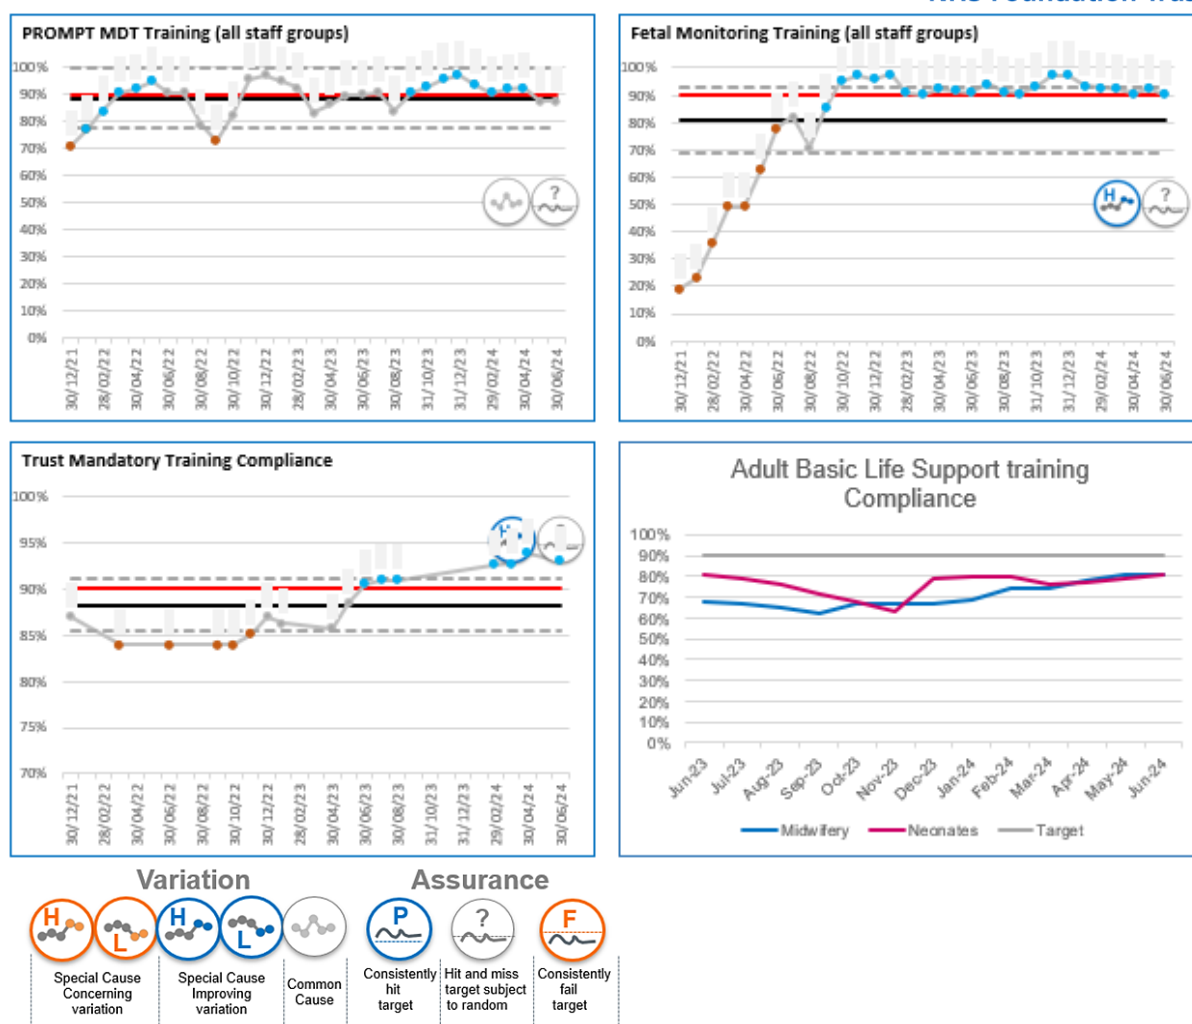 NHS Foundation Trus
PROMPT MDT Training (all staff groups)
100%
90%
80%
70%
60%
50%
40%
30%
20%
10%
0%
?
30/12/21
28/02/22
30/04/22
30/06/22
30/08/22
30/10/22
30/12/22
28/02/23
30/04/23
30/06/23
30/08/23
31/10/23
31/12/23
29/02/24
30/04/24
30/06/24
Fetal Monitoring Training (all staff groups)
100%
90%
80%
70%
60%
50%
40%
30%
20%
10%
0%
H
?
30/12/21
28/02/22
30/04/22
30/06/22
30/08/22
30/10/22
30/12/22
28/02/23
30/04/23
30/06/23
30/08/23
31/10/23
31/12/23
29/02/24
30/04/24
30/06/24
Trust Mandatory Training Compliance
100%
95%
90%
85%
80%
75%
70%
30/12/21
28/02/22
30/04/22
30/06/22
30/08/22
30/10/22
30/12/22
28/02/23
30/04/23
30/06/23
30/08/23
31/10/23
31/12/23
29/02/24
30/04/24
30/06/24
Adult Basic Life Support training
Compliance
100%
90%
80%
70%
60%
50%
40%
30%
20%
10%
0%
Jun-23
Jul-23
Aug-23
Sep-23
Oct-23
Nov-23
Dec-23
Jan-24
Feb-24
Mar-24
Apr-24
May-24
Jun-24
Midwifery Neonates Target
Variation Assurance
H L H L P ? F
Special Cause
Concerning
variation
Special Cause
Improving
variation
Common
Cause
Consistently
hit
target
Hit and miss
target subject
to random
Consistently
fail
target